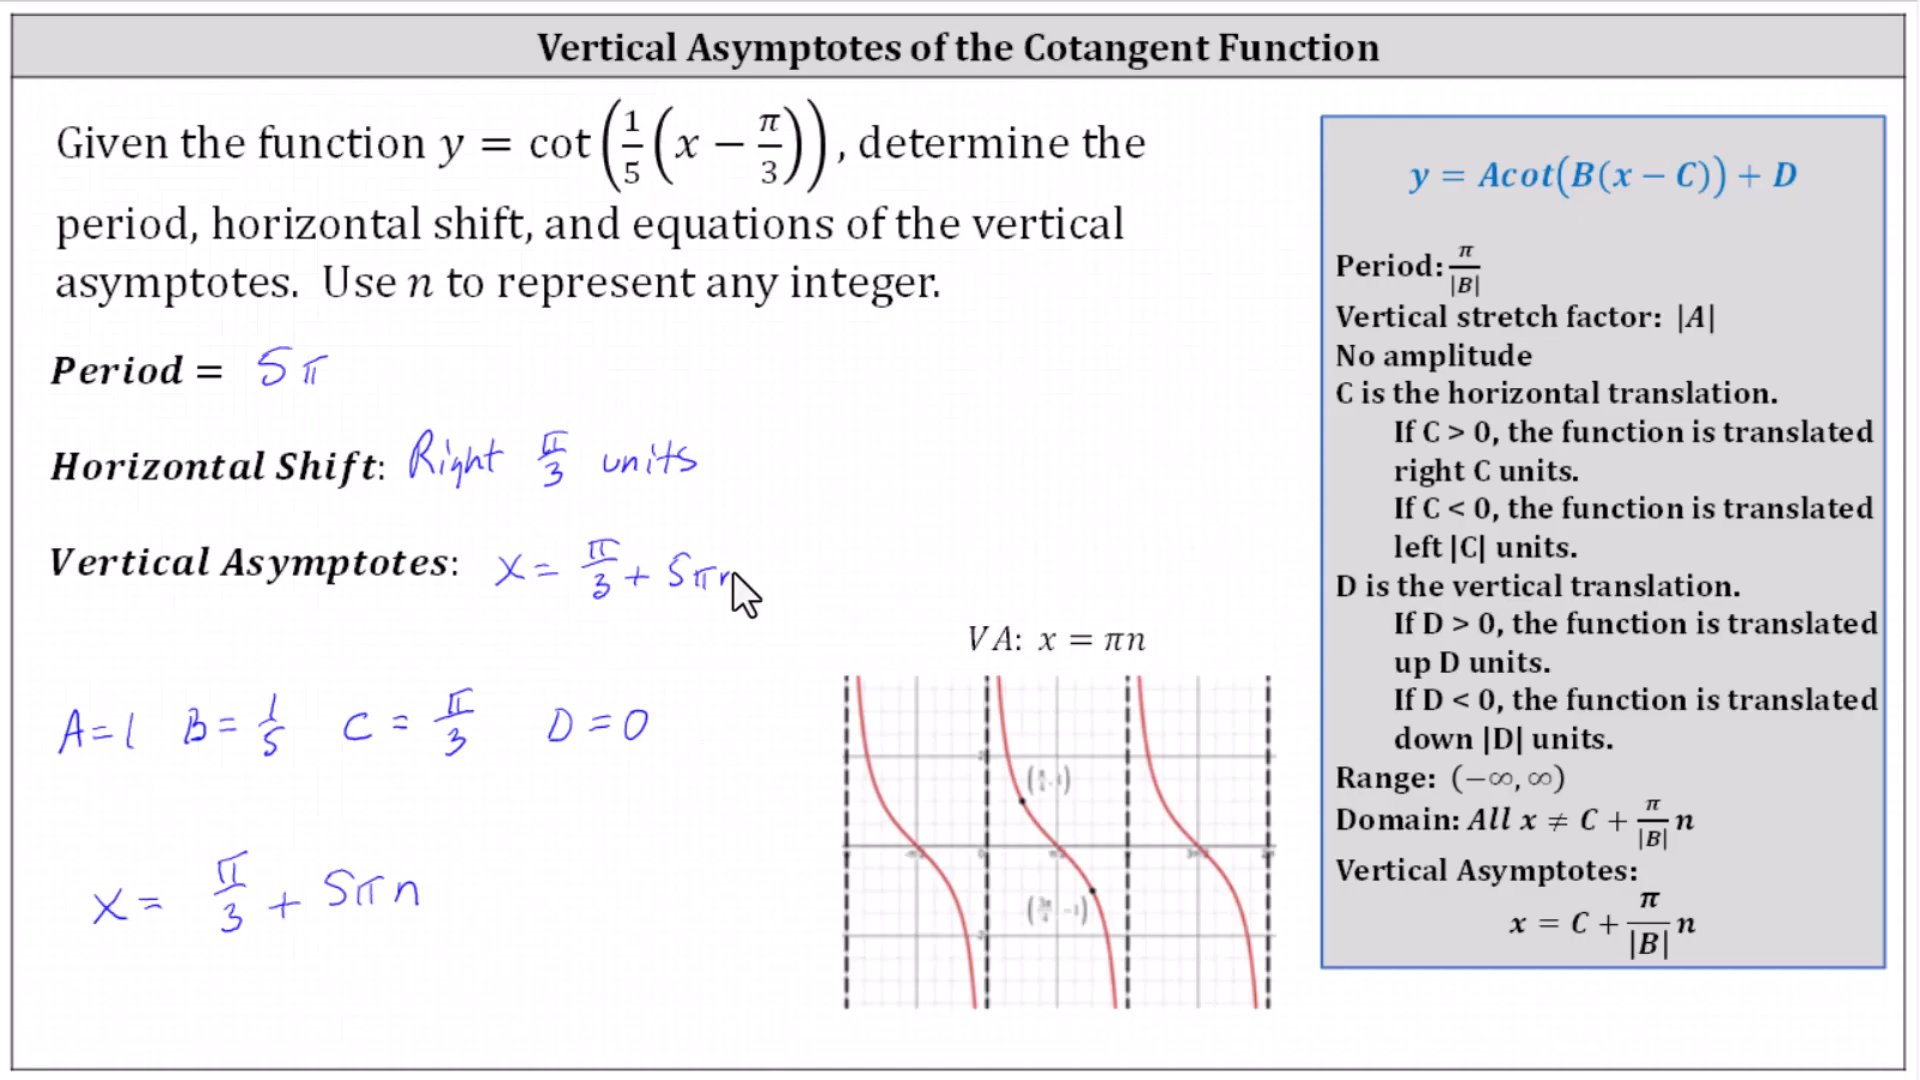 Vertical Asymptotes of the Cotangent Function
Given the function y = cot(1/5(x − π/3)), determine the
period, horizontal shift, and equations of the vertical
asymptotes. Use n to represent any integer.
Period = 5π
Horizontal Shift: Right π/3 units
Vertical Asymptotes: x = π/3 + 5πn
A=1 B=1/5 C=π/3 D=0
x = π/3 + 5πn
VA: x = πn
(3π/4, −1)
y = Acot(B(x − C)) + D
Period: π/|B|
Vertical stretch factor: |A|
No amplitude
C is the horizontal translation.
If C > 0, the function is translated
right C units.
If C < 0, the function is translated
left |C| units.
D is the vertical translation.
If D > 0, the function is translated
up D units.
If D < 0, the function is translated
down |D| units.
Range: (−∞, ∞)
Domain: All x ≠ C + π/|B| n
Vertical Asymptotes:
x = C + π/|B| n